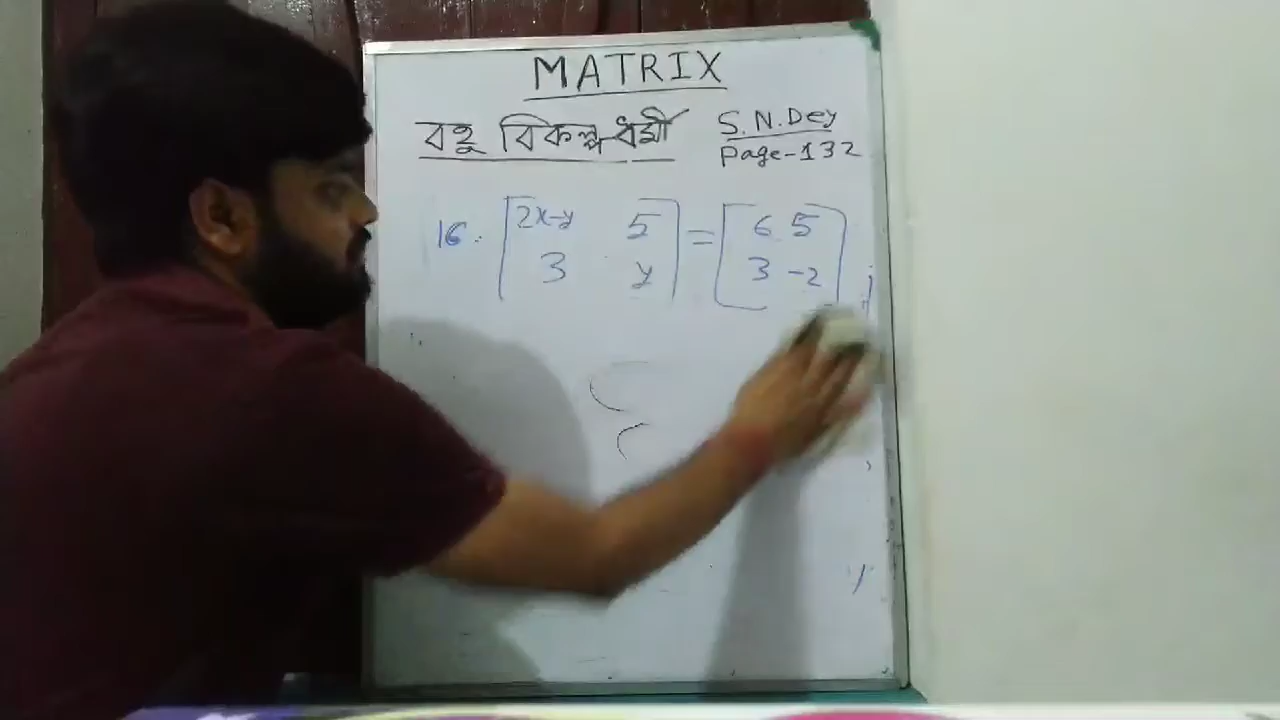 MATRIX
বহু বিকল্পধর্মী S.N.Dey
Page-132
16. [2x-y 5] = [6 5]
[3 y] [3 -2]